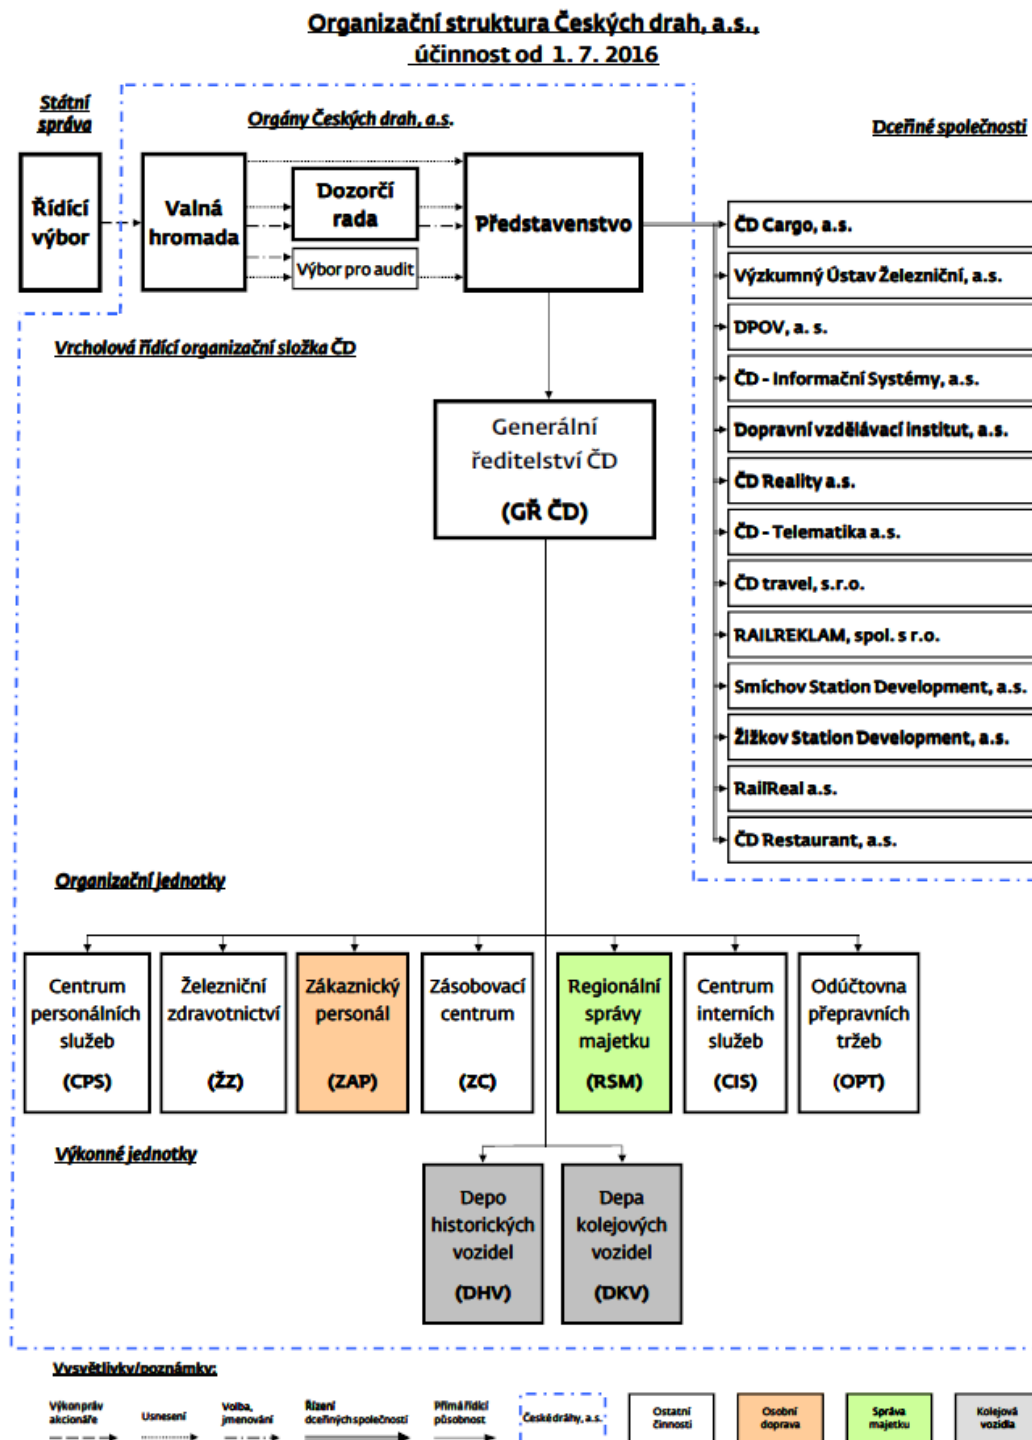 Organizační struktura Českých drah, a.s.,
účinnost od 1. 7. 2016
Státní
správa
Orgány Českých drah, a.s.
Dceřiné společnosti
Řídící
výbor
Valná
hromada
Dozorčí
rada
Výbor pro audit
Představenstvo
ČD Cargo, a.s.
Výzkumný Ústav Železniční, a.s.
DPOV, a. s.
ČD - Informační Systémy, a.s.
Dopravní vzdělávací institut, a.s.
ČD Reality a.s.
ČD - Telematika a.s.
ČD travel, s.r.o.
RAILREKLAM, spol. s r.o.
Smíchov Station Development, a.s.
Žižkov Station Development, a.s.
RailReal a.s.
ČD Restaurant, a.s.
Vrcholová řídící organizační složka ČD
Generální
ředitelství ČD
(GŘ ČD)
Organizační jednotky
Centrum
personálních
služeb
(CPS)
Železniční
zdravotnictví
(ŽZ)
Zákaznický
personál
(ZAP)
Zásobovací
centrum
(ZC)
Regionální
správy
majetku
(RSM)
Centrum
interních
služeb
(CIS)
Odúčtovna
přepravních
tržeb
(OPT)
Výkonné jednotky
Depo
historických
vozidel
(DHV)
Depa
kolejových
vozidel
(DKV)
Vysvětlivky/poznámky:
Výkon práv
akcionáře
Usnesení
Volba,
jmenování
Řízení
dceřiných společností
Přímá řídící
působnost
České dráhy, a.s.
Ostatní
činnosti
Osobní
doprava
Správa
majetku
Kolejová
vozidla